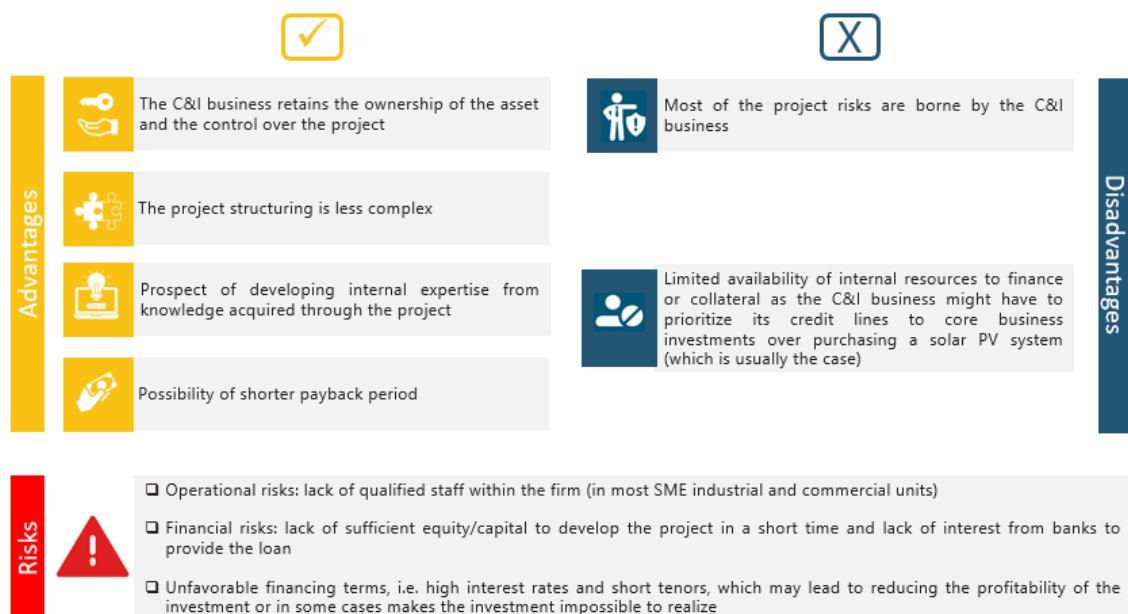 X
Advantages
The C&I business retains the ownership of the asset
and the control over the project
The project structuring is less complex
Prospect of developing internal expertise from
knowledge acquired through the project
Possibility of shorter payback period
Most of the project risks are borne by the C&I
business
Limited availability of internal resources to finance
or collateral as the C&I business might have to
prioritize its credit lines to core business
investments over purchasing a solar PV system
(which is usually the case)
Disadvantages
Risks
Operational risks: lack of qualified staff within the firm (in most SME industrial and commercial units)
Financial risks: lack of sufficient equity/capital to develop the project in a short time and lack of interest from banks to
provide the loan
Unfavorable financing terms, i.e. high interest rates and short tenors, which may lead to reducing the profitability of the
investment or in some cases makes the investment impossible to realize